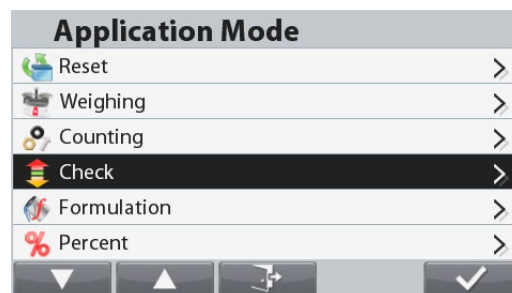 Application Mode
Reset
Weighing
Counting
Check
Formulation
Percent